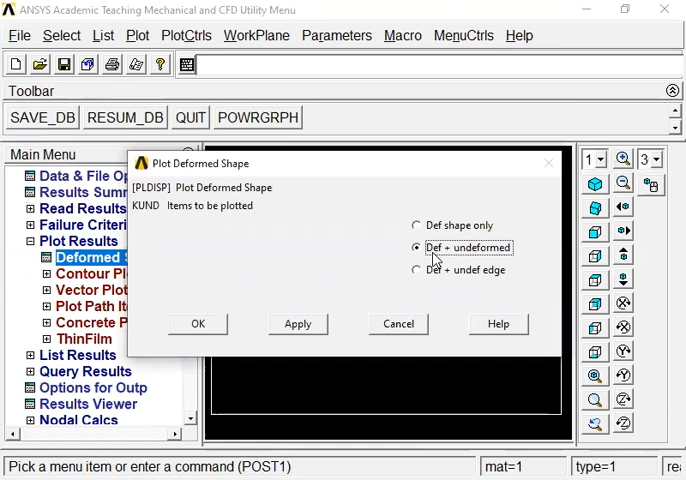 ANSYS Academic Teaching Mechanical and CFD Utility Menu
File Select List Plot PlotCtrls WorkPlane Parameters Macro MenuCtrls Help
Toolbar
SAVE_DB RESUM_DB QUIT POWRGRPH
Main Menu
Data & File Op
Results Summ
Read Results
Failure Criteri
Plot Results
Deformed S
Contour Pl
Vector Plot
Plot Path It
Concrete P
ThinFilm
List Results
Query Results
Options for Outp
Results Viewer
Nodal Calcs
Plot Deformed Shape
[PLDISP] Plot Deformed Shape
KUND Items to be plotted
Def shape only
Def + undeformed
Def + undef edge
OK Apply Cancel Help
1 3
Pick a menu item or enter a command (POST1) mat=1 type=1 rea